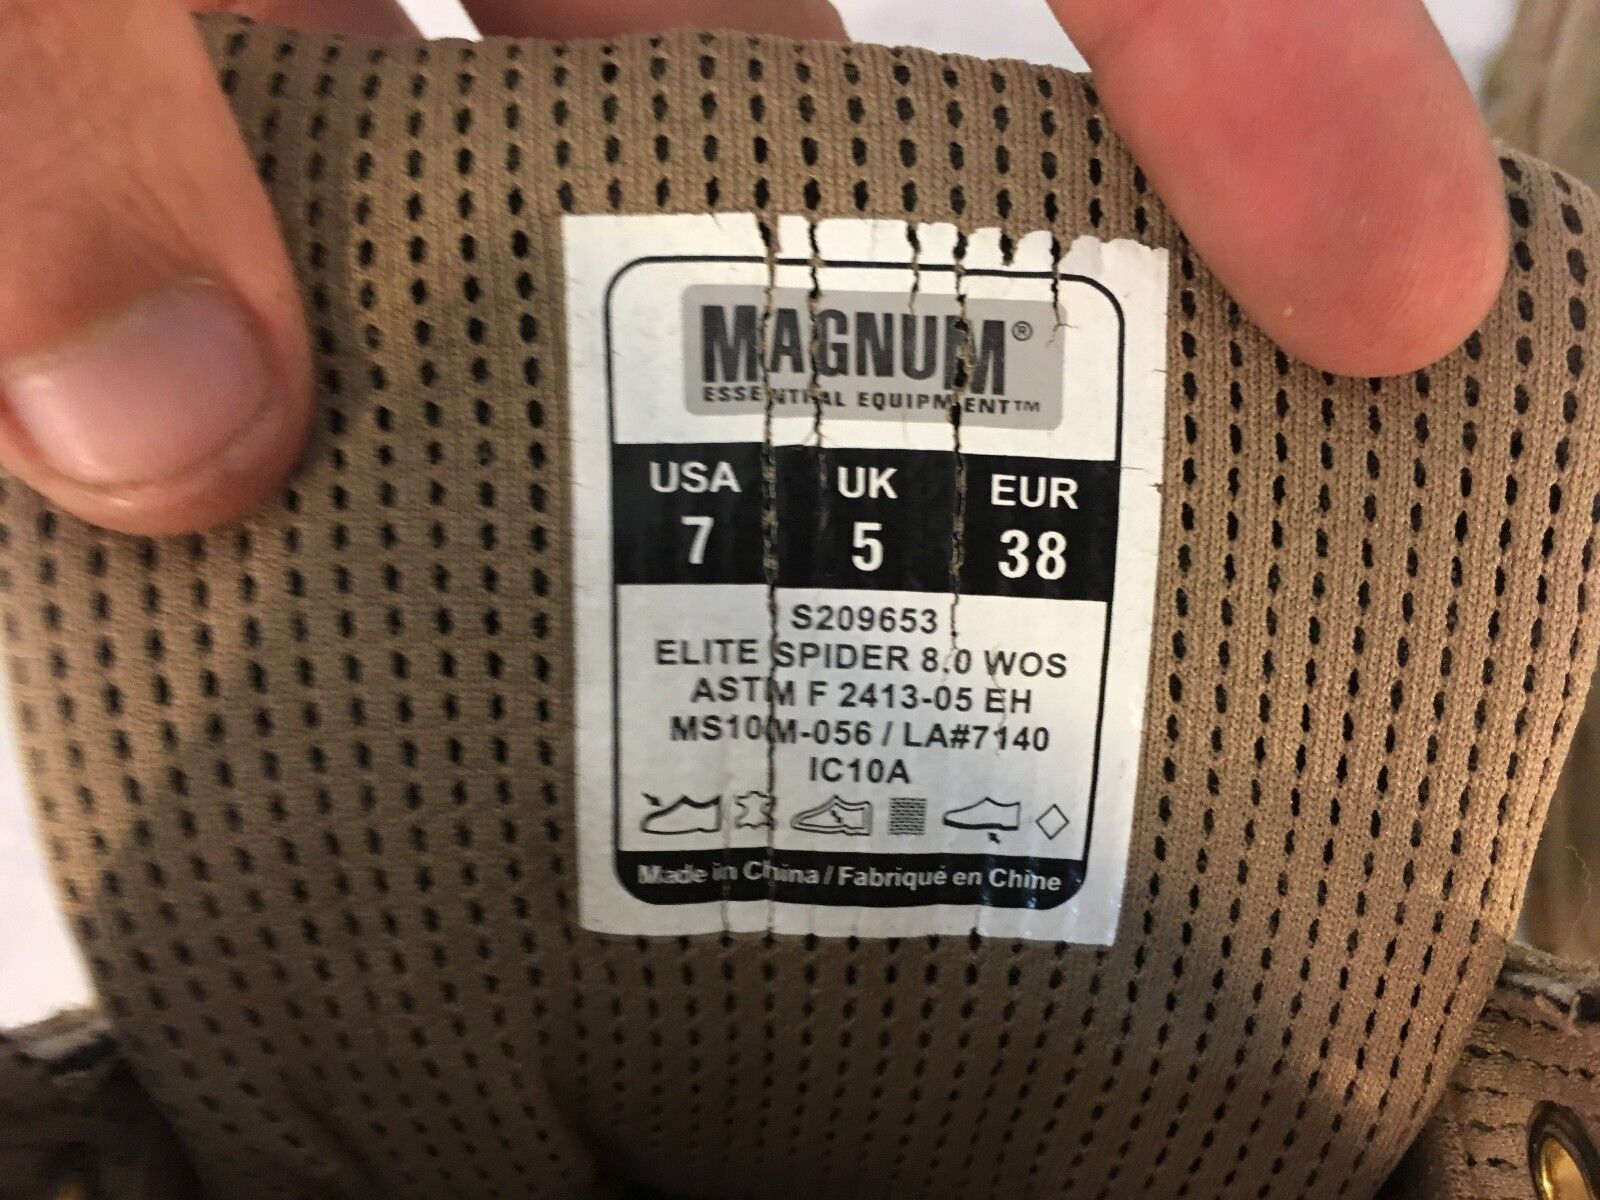 MAGNUM®
ESSENTIAL EQUIPMENT™
USA UK EUR
7 5 38
S209653
ELITE SPIDER 8.0 WOS
ASTM F 2413-05 EH
MS10M-056 / LA#7140
IC10A
Made in China / Fabriqué en Chine